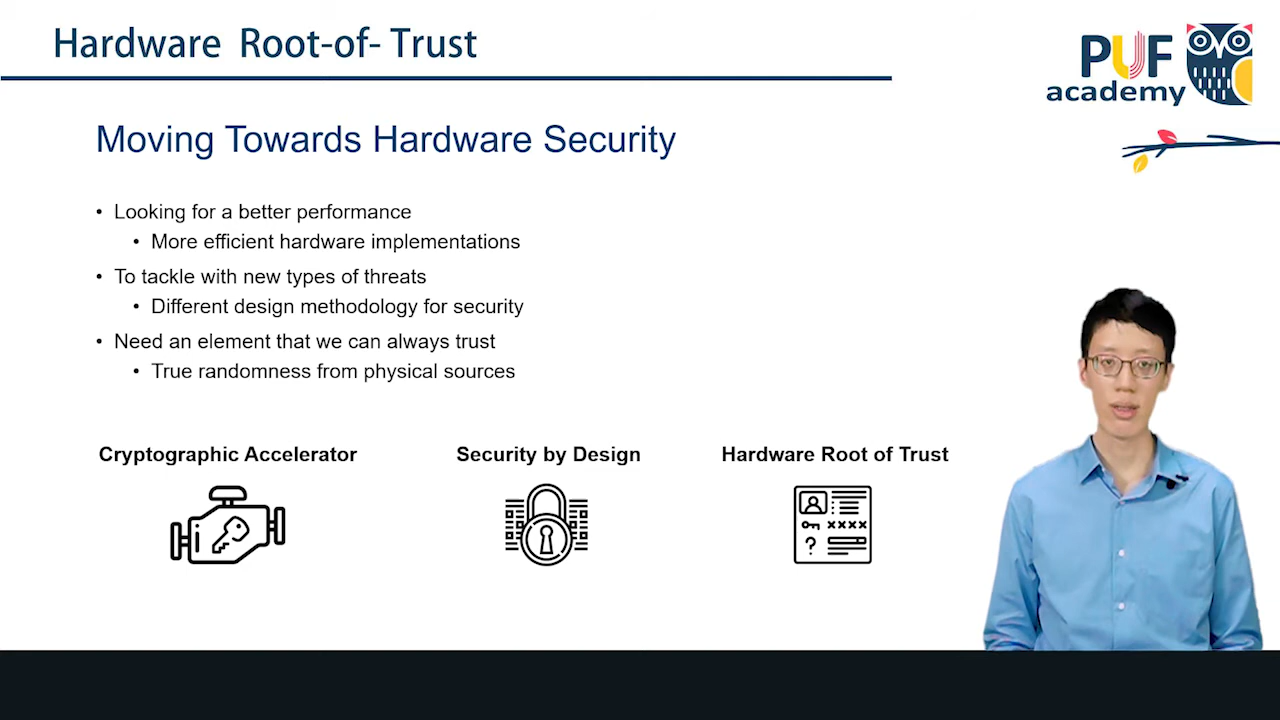 Hardware Root-of- Trust
PUF
academy
Moving Towards Hardware Security
• Looking for a better performance
• More efficient hardware implementations
• To tackle with new types of threats
• Different design methodology for security
• Need an element that we can always trust
• True randomness from physical sources
Cryptographic Accelerator
Security by Design
Hardware Root of Trust
××××
?